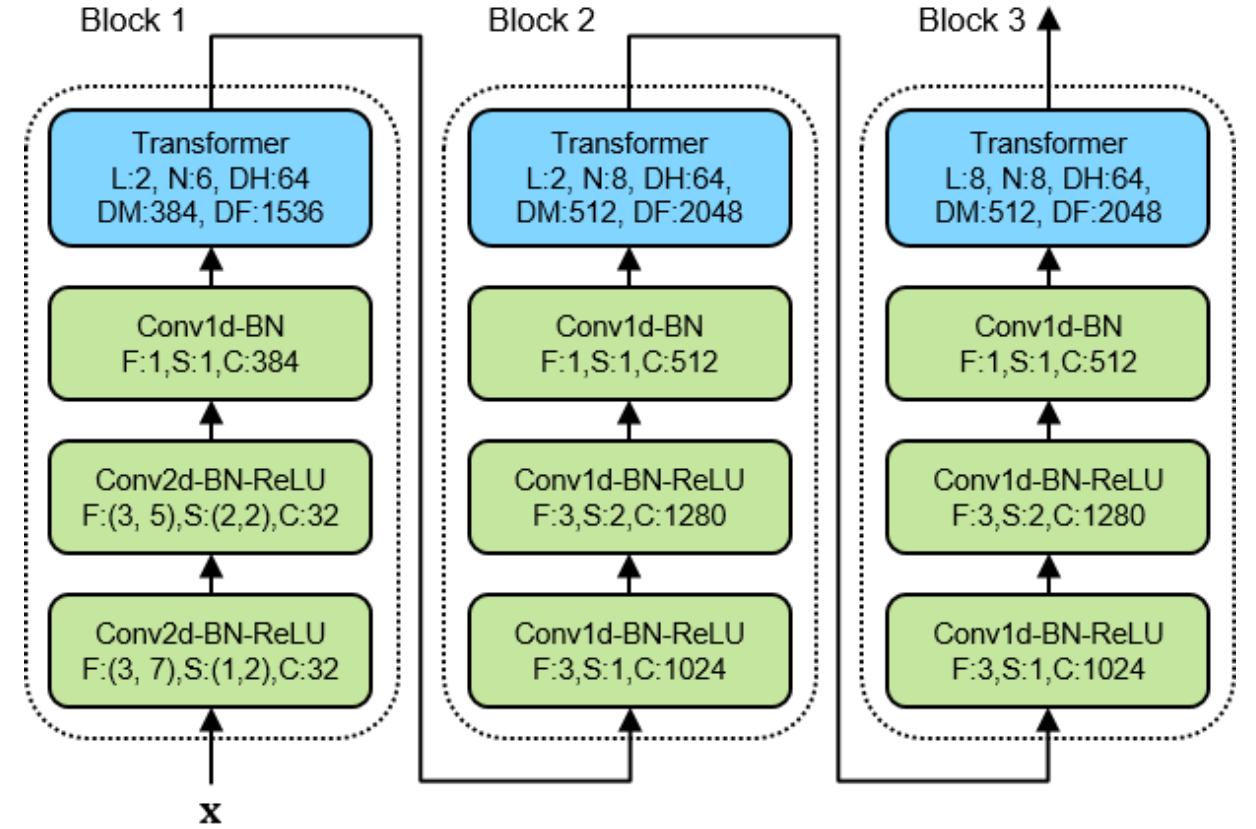 Block 1
Transformer
L:2, N:6, DH:64
DM:384, DF:1536
Conv1d-BN
F:1,S:1,C:384
Conv2d-BN-ReLU
F:(3, 5),S:(2,2),C:32
Conv2d-BN-ReLU
F:(3, 7),S:(1,2),C:32
x
Block 2
Transformer
L:2, N:8, DH:64,
DM:512, DF:2048
Conv1d-BN
F:1,S:1,C:512
Conv1d-BN-ReLU
F:3,S:2,C:1280
Conv1d-BN-ReLU
F:3,S:1,C:1024
Block 3
Transformer
L:8, N:8, DH:64,
DM:512, DF:2048
Conv1d-BN
F:1,S:1,C:512
Conv1d-BN-ReLU
F:3,S:2,C:1280
Conv1d-BN-ReLU
F:3,S:1,C:1024